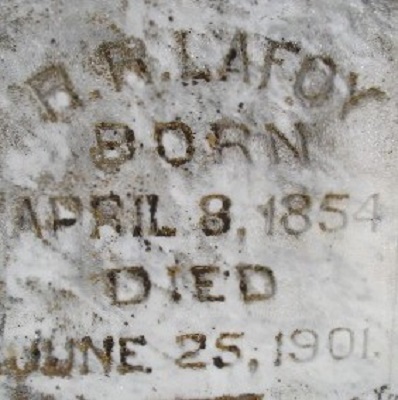 R. R. LAFOY
BORN
APRIL 8, 1854
DIED
JUNE 25, 1901.